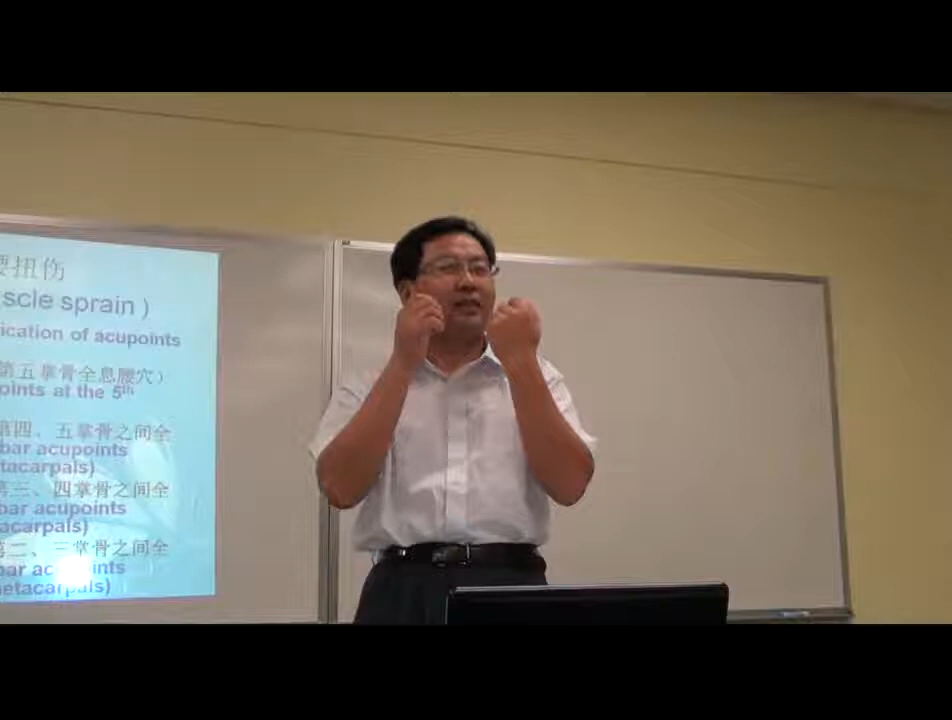 腰扭伤
scle sprain )
ication of acupoints
第五掌骨全息腰穴）
oints at the 5th
第四、五掌骨之间全
bar acupoints
tacarpals)
第三、四掌骨之间全
bar acupoints
acarpals)
第二、三掌骨之间全
bar
etacarpals)